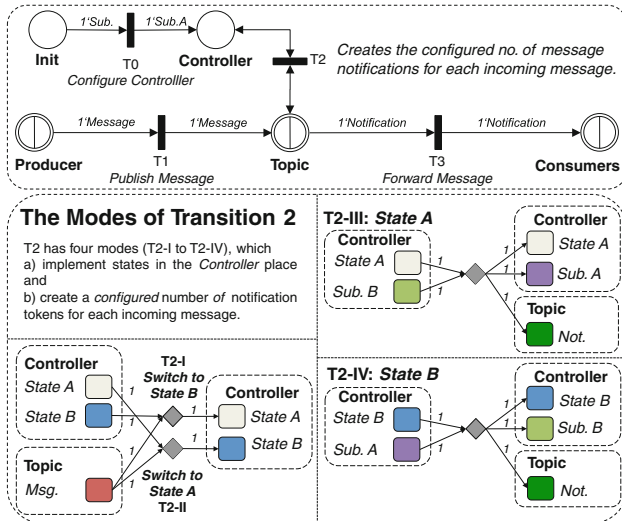 1'Sub.
1'Sub.A
Init
T0
Controller
Configure Controlller
T2
Creates the configured no. of message
notifications for each incoming message.
1'Message
1'Message
1'Notification
1'Notification
Producer
T1
Topic
T3
Consumers
Publish Message
Forward Message
The Modes of Transition 2
T2 has four modes (T2-I to T2-IV), which
a) implement states in the Controller place
and
b) create a configured number of notification
tokens for each incoming message.
Controller
State A
State B
1
1
Topic
Msg.
1
1
T2-I
Switch to
State B
Switch to
State A
T2-II
1
1
Controller
State A
State B
T2-III: State A
Controller
State A
Sub. B
1
1
1
1
1
Controller
State A
Sub. A
Topic
Not.
T2-IV: State B
Controller
State B
Sub. A
1
1
1
1
1
Controller
State B
Sub. B
Topic
Not.